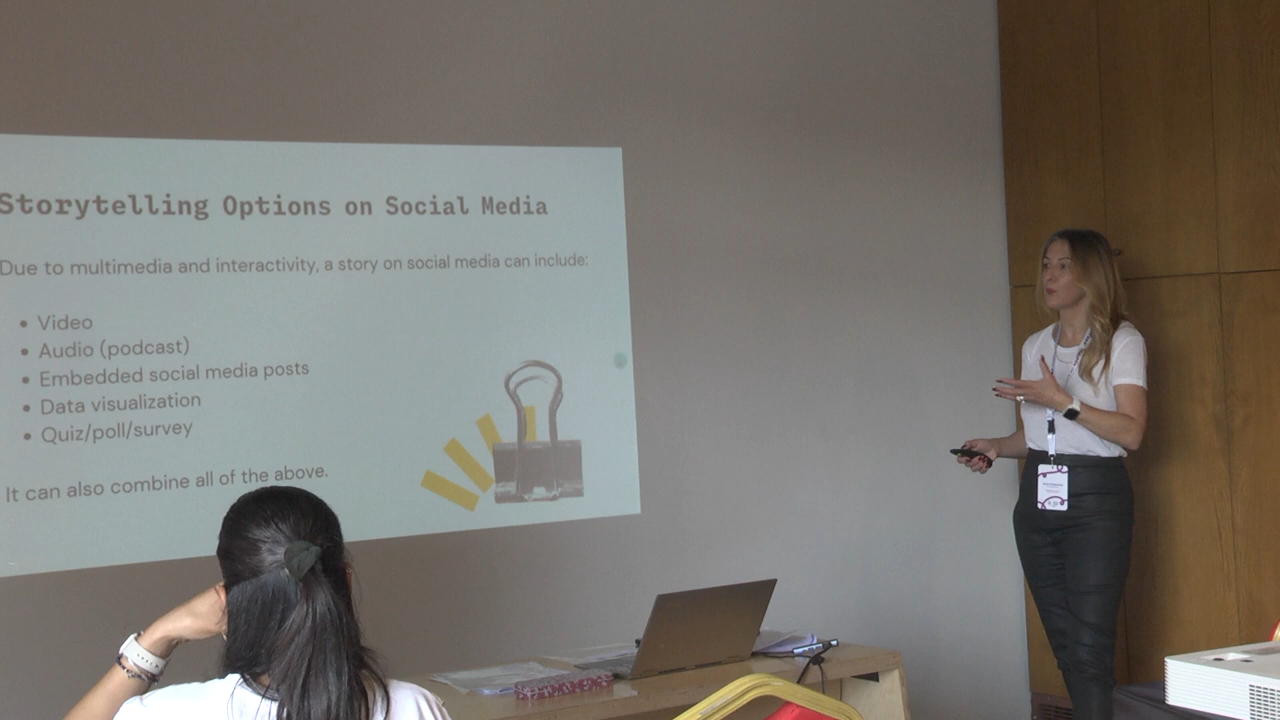 Storytelling Options on Social Media
Due to multimedia and interactivity, a story on social media can include:
• Video
• Audio (podcast)
• Embedded social media posts
• Data visualization
• Quiz/poll/survey
It can also combine all of the above.